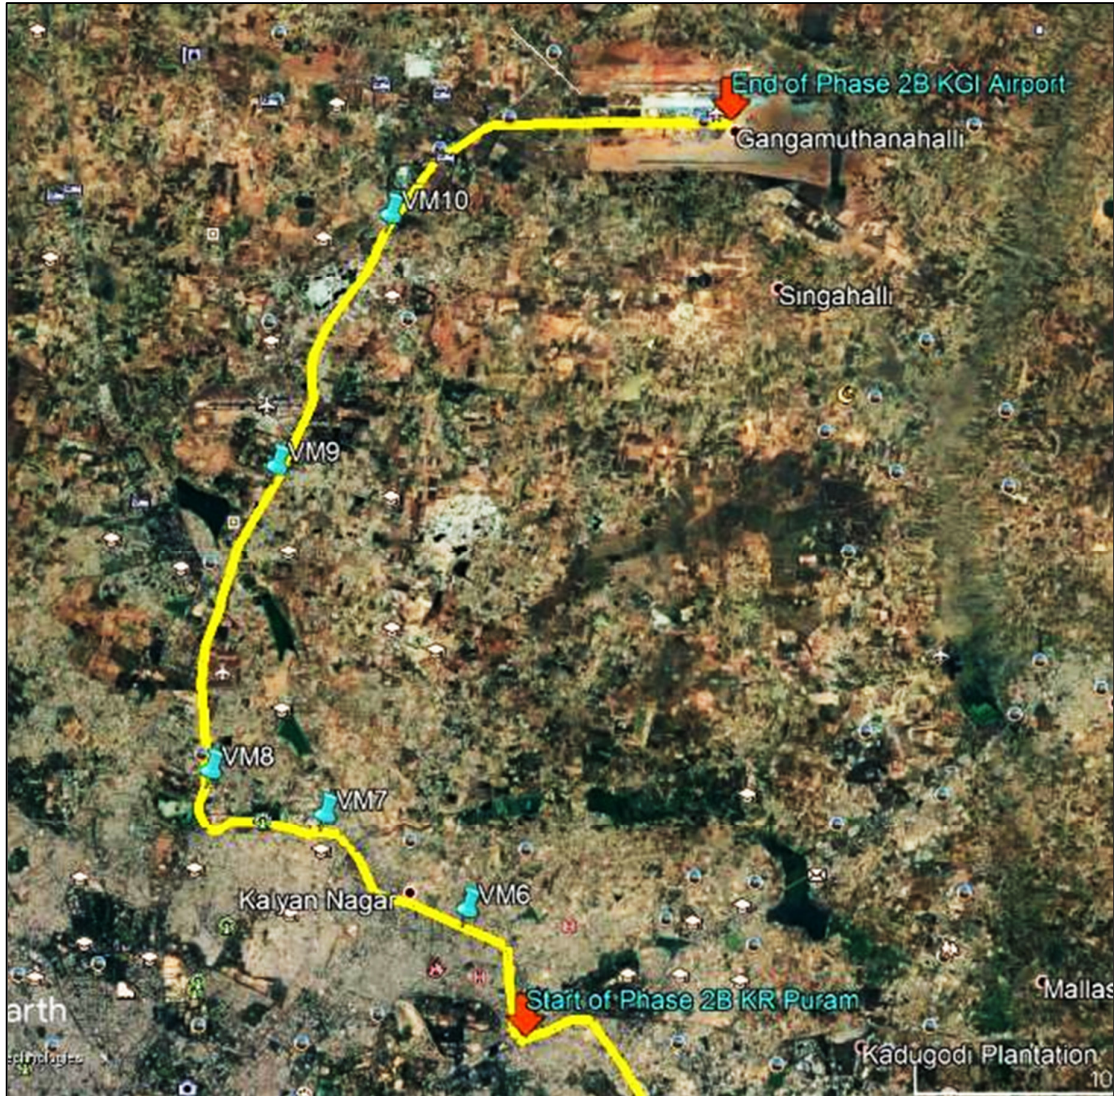 End of Phase 2B KGI Airport
Gangamuthanahalli
VM10
Singahalli
VM9
VM8
VM7
Kalyan Nagar
VM6
Start of Phase 2B KR Puram
Mallas
arth
Kadugodi Plantation
10